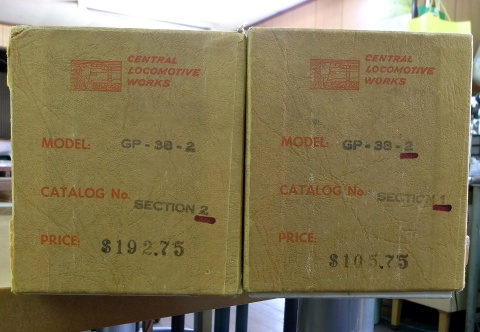 CENTRAL
LOCOMOTIVE
WORKS
MODEL: GP-38-2
CATALOG No.
SECTION 2
PRICE:
$192.75
CENTRAL
LOCOMOTIVE
WORKS
MODEL: GP-38-2
CATALOG No.
SECTION 1
PRICE:
$105.75